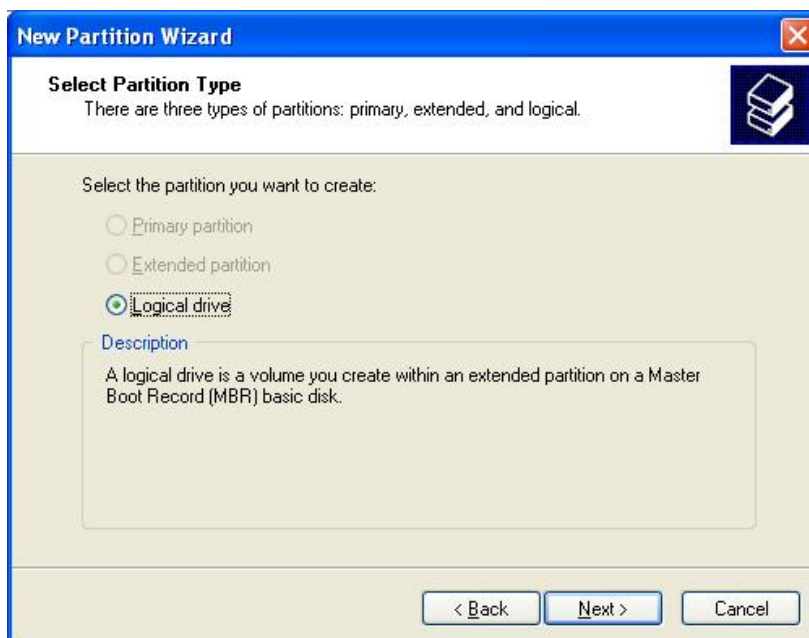 New Partition Wizard
Select Partition Type
There are three types of partitions: primary, extended, and logical.
Select the partition you want to create:
Primary partition
Extended partition
Logical drive
Description
A logical drive is a volume you create within an extended partition on a Master
Boot Record (MBR) basic disk.
< Back Next > Cancel